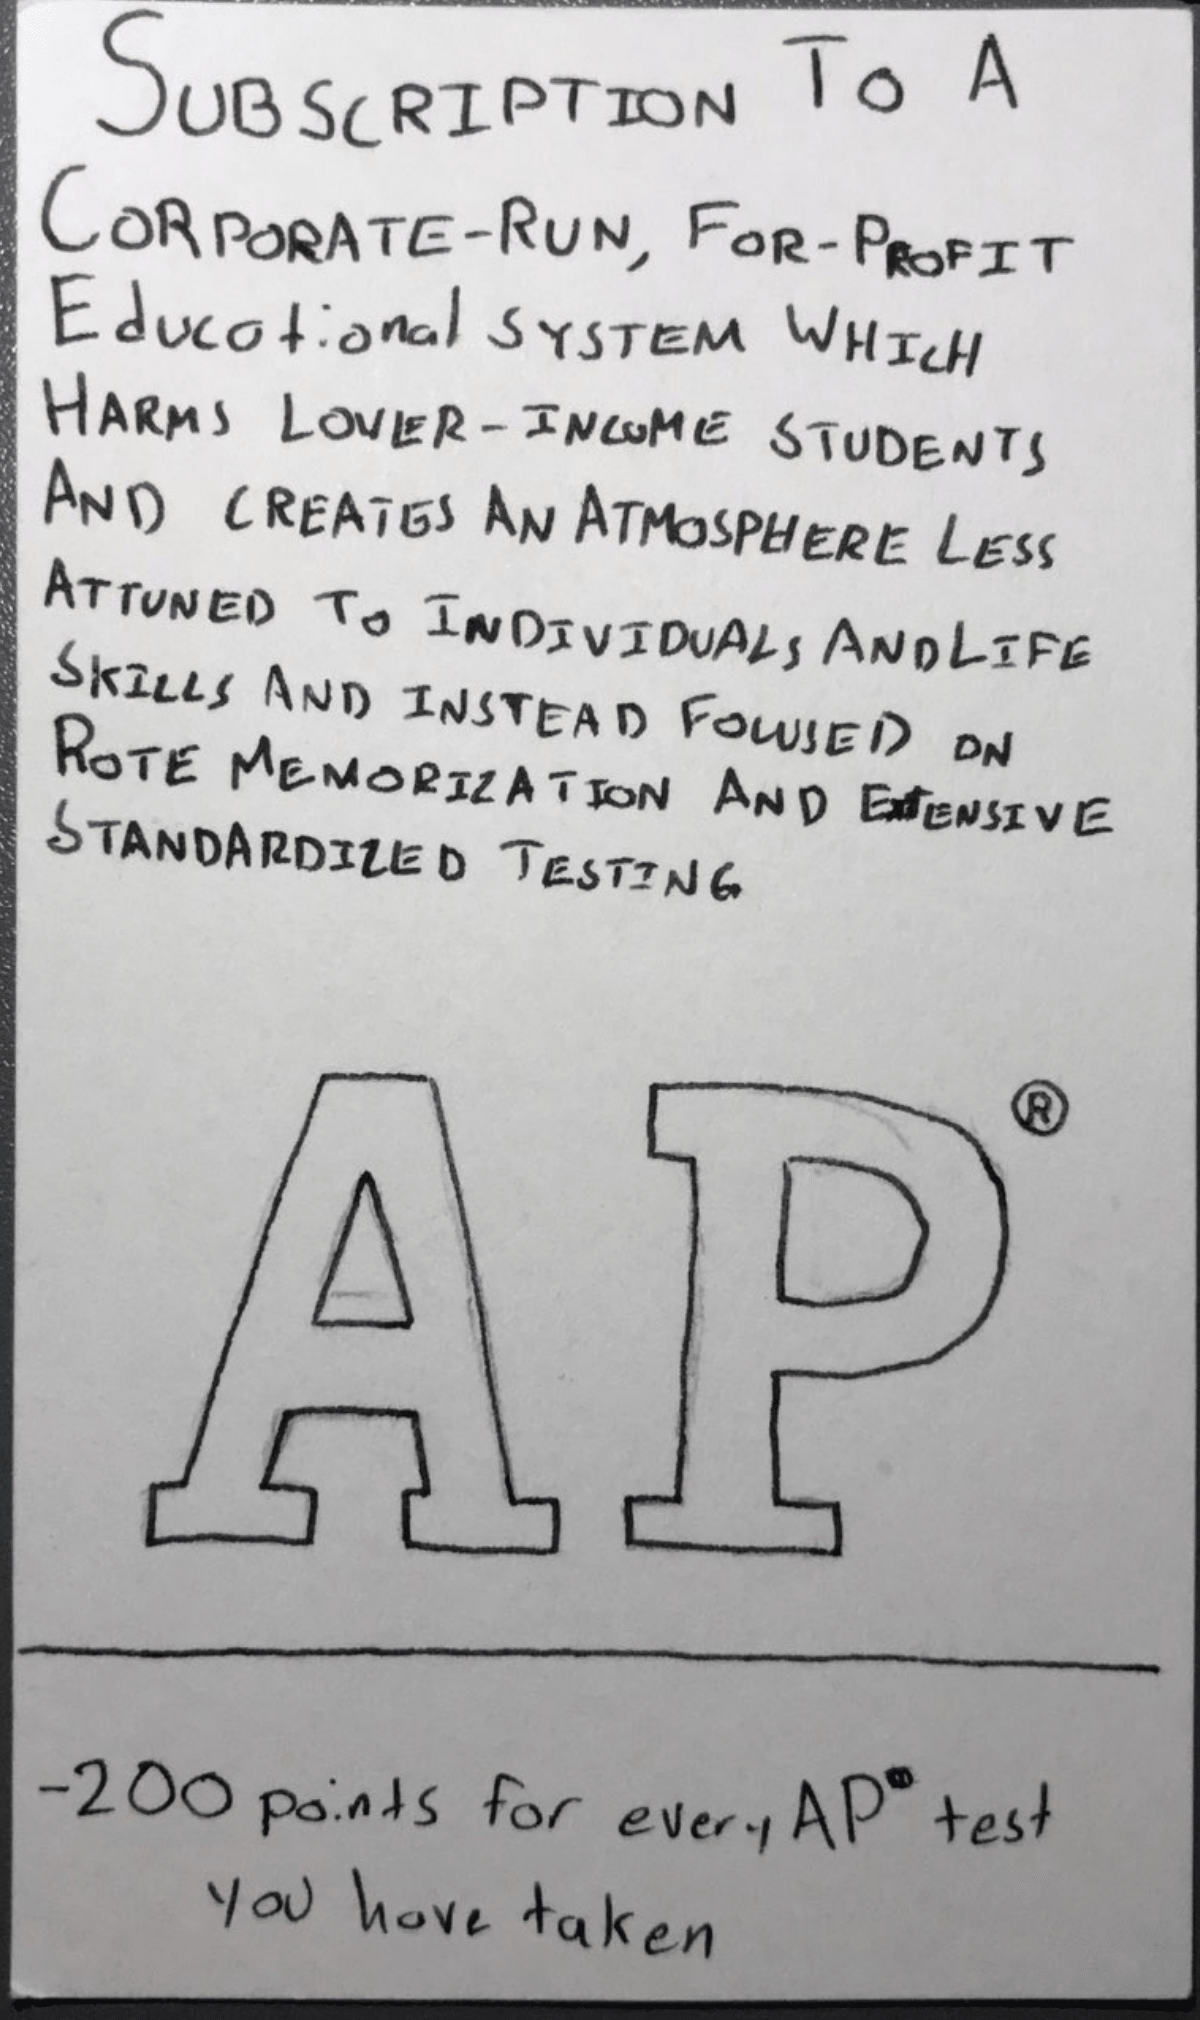 SUBSCRIPTION TO A
CORPORATE-RUN, FOR-PROFIT
Educational SYSTEM WHICH
HARMS LOWER-INCOME STUDENTS
AND CREATES AN ATMOSPHERE LESS
ATTUNED TO INDIVIDUALS AND LIFE
SKILLS AND INSTEAD FOCUSED ON
ROTE MEMORIZATION AND EXTENSIVE
STANDARDIZED TESTING
AP®
-200 points for every AP® test
you have taken